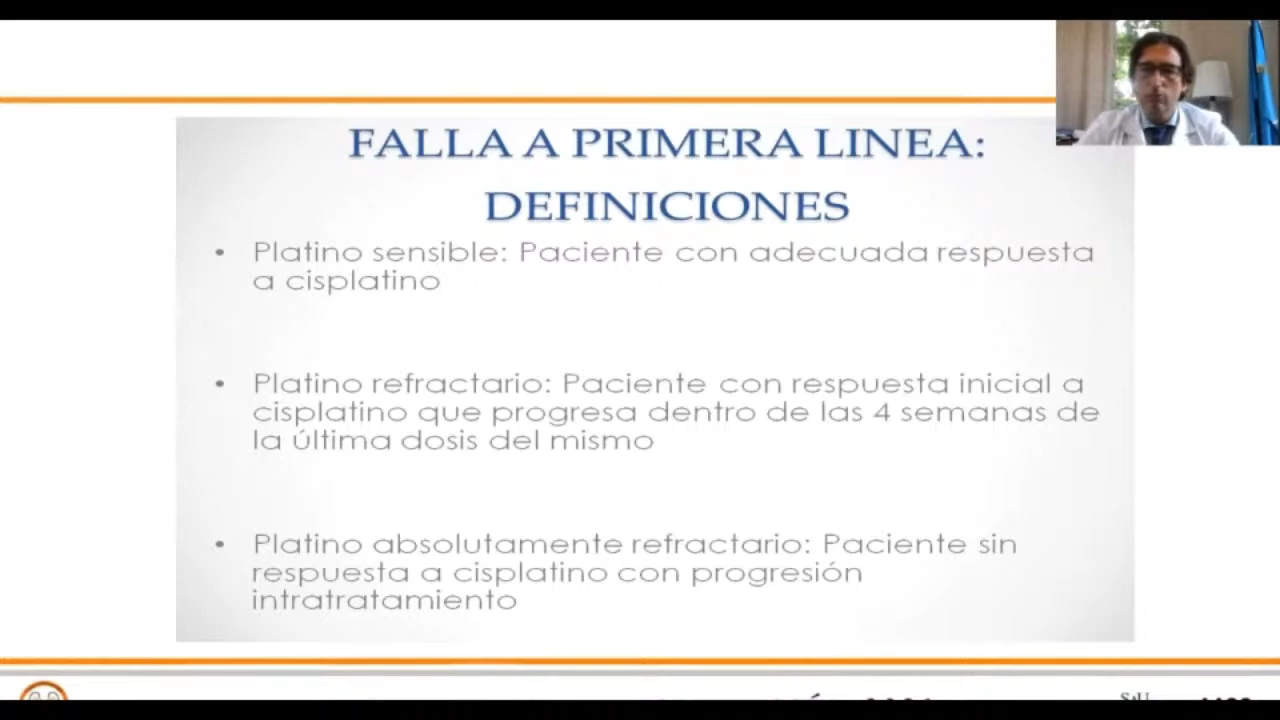 FALLA A PRIMERA LINEA:
DEFINICIONES
• Platino sensible: Paciente con adecuada respuesta
a cisplatino
• Platino refractario: Paciente con respuesta inicial a
cisplatino que progresa dentro de las 4 semanas de
la última dosis del mismo
• Platino absolutamente refractario: Paciente sin
respuesta a cisplatino con progresión
intratratamiento